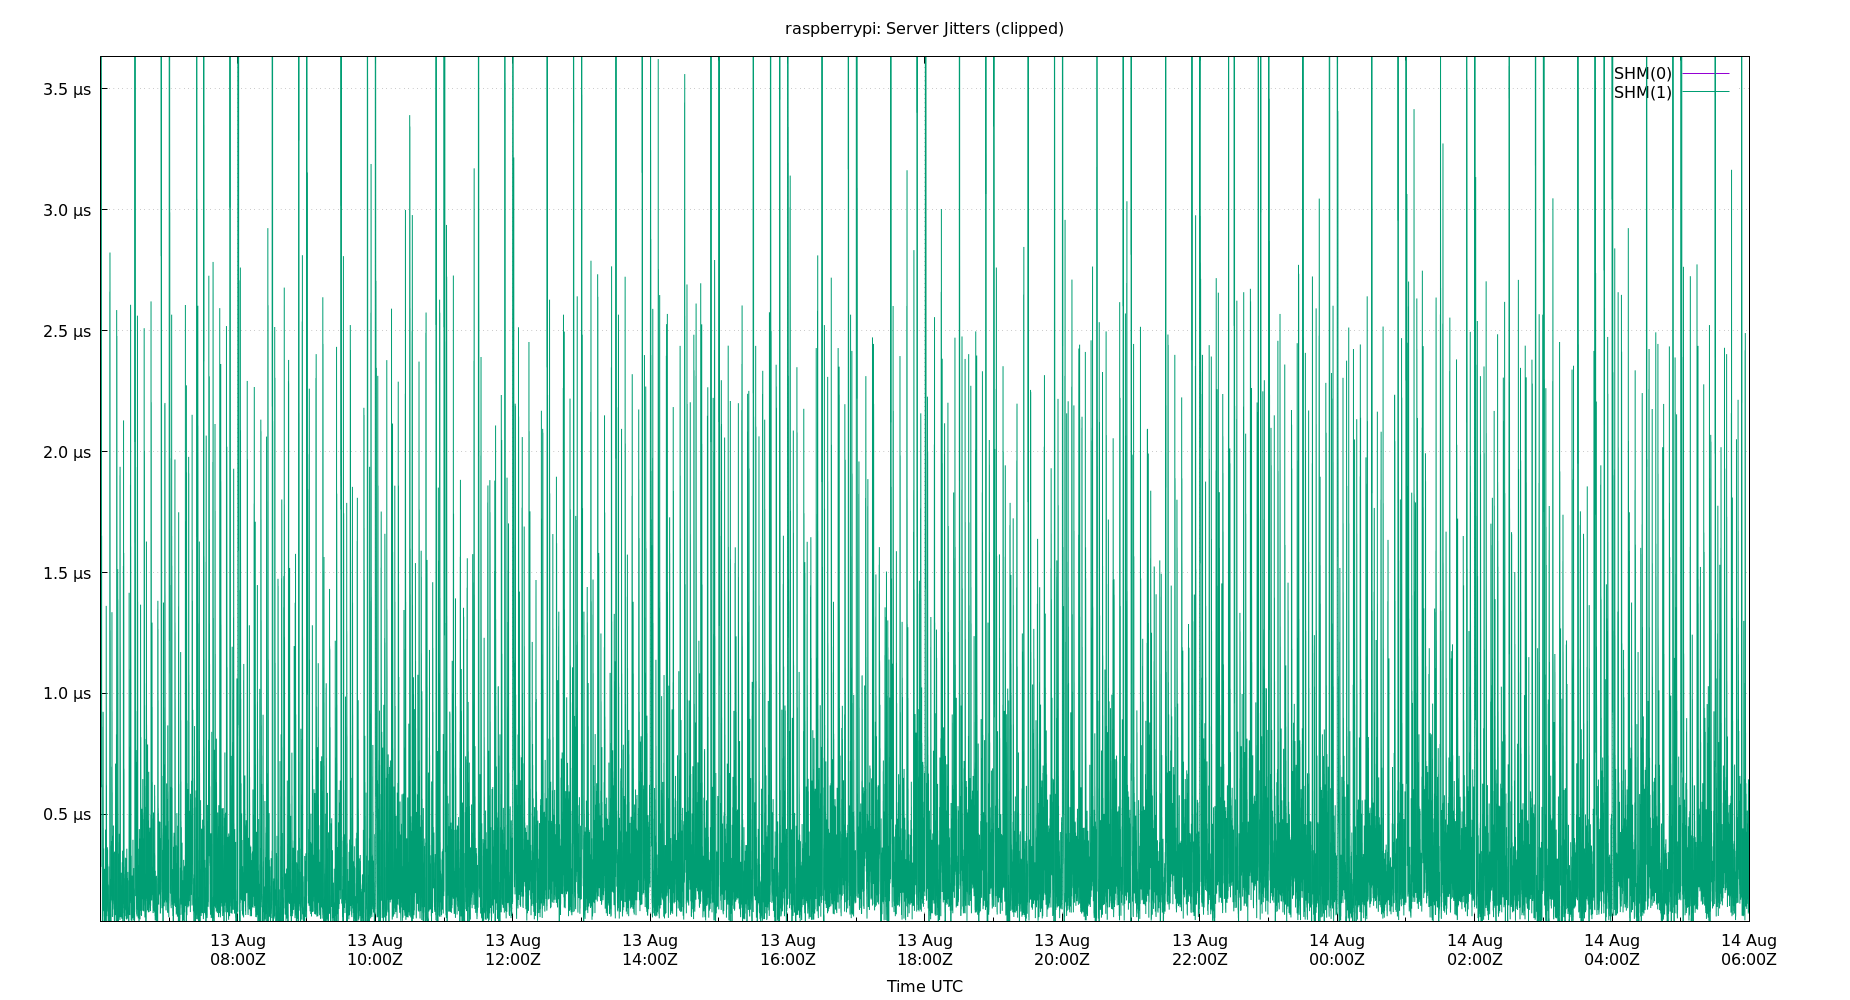 raspberrypi: Server Jitters (clipped)
SHM(0)
SHM(1)
3.5 µs
3.0 µs
2.5 µs
2.0 µs
1.5 µs
1.0 µs
0.5 µs
13 Aug 13 Aug 13 Aug 13 Aug 13 Aug 13 Aug 13 Aug 13 Aug 14 Aug 14 Aug 14 Aug 14 Aug
08:00Z 10:00Z 12:00Z 14:00Z 16:00Z 18:00Z 20:00Z 22:00Z 00:00Z 02:00Z 04:00Z 06:00Z
Time UTC